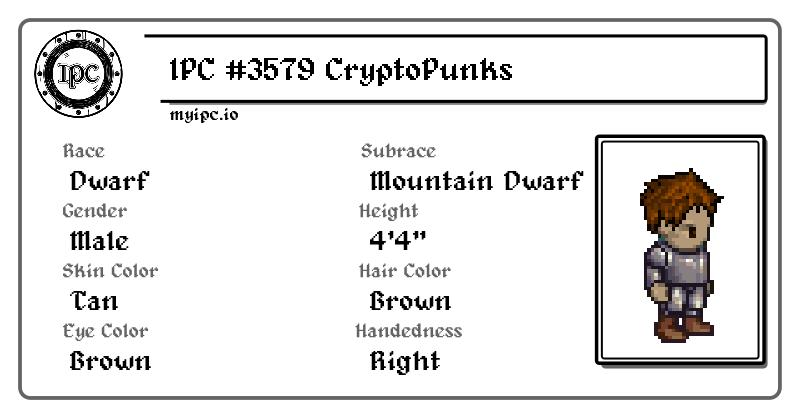 IPC
IPC #3579 CryptoPunks
myipc.io
Race
Subrace
Dwarf
Mountain Dwarf
Gender
Height
Male
4'4"
Skin Color
Hair Color
Tan
Brown
Eye Color
Handedness
Brown
Right